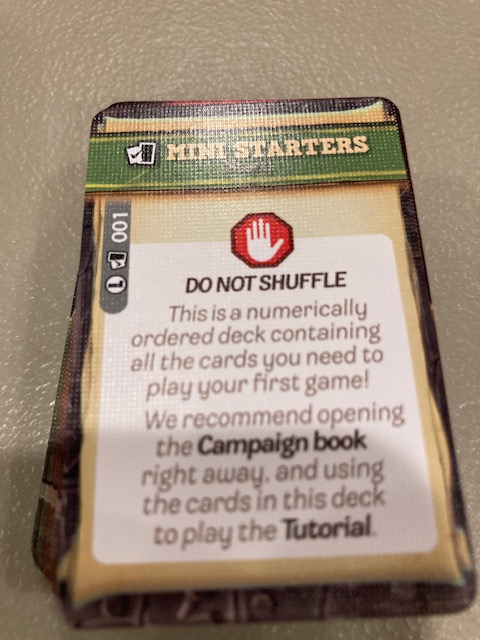 MINI STARTERS
001
DO NOT SHUFFLE
This is a numerically
ordered deck containing
all the cards you need to
play your first game!
We recommend opening
the Campaign book
right away, and using
the cards in this deck
to play the Tutorial.